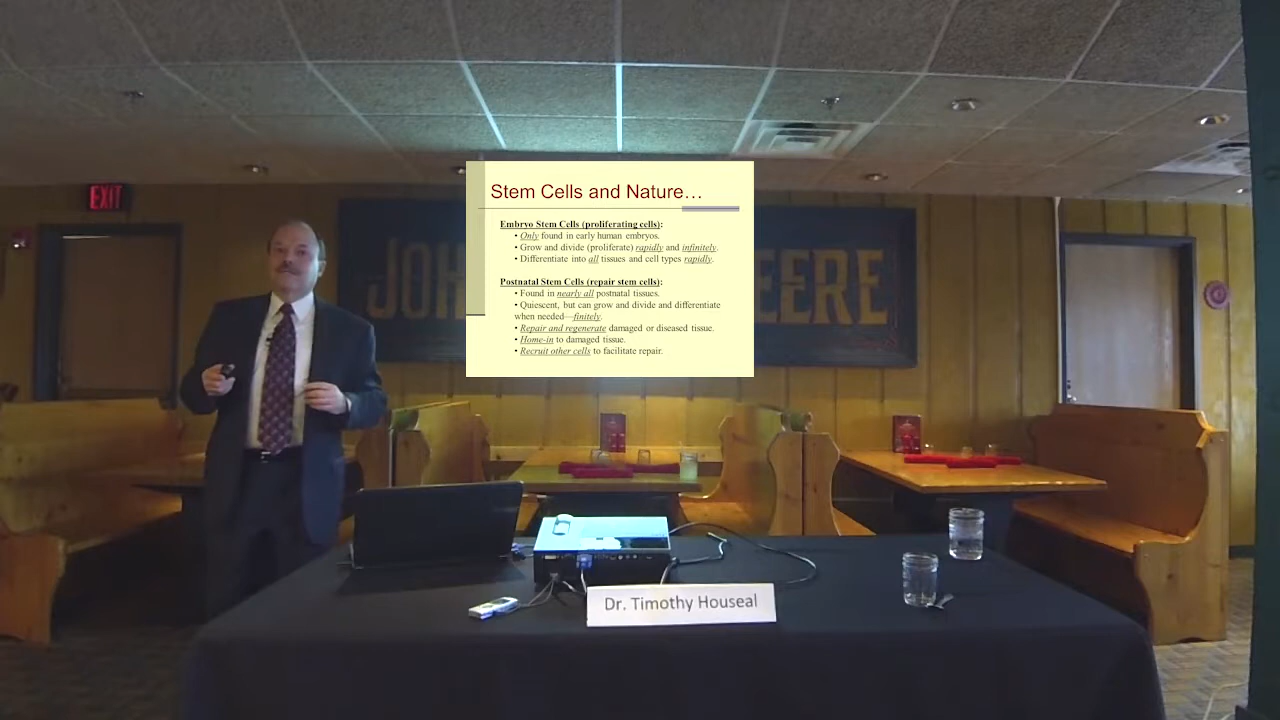 EXIT
JOH EERE
Stem Cells and Nature…
Embryo Stem Cells (proliferating cells):
• Only found in early human embryos.
• Grow and divide (proliferate) rapidly and infinitely.
• Differentiate into all tissues and cell types rapidly.
Postnatal Stem Cells (repair stem cells):
• Found in nearly all postnatal tissues.
• Quiescent, but can grow and divide and differentiate
when needed—finitely.
• Repair and regenerate damaged or diseased tissue.
• Home-in to damaged tissue.
• Recruit other cells to facilitate repair.
Dr. Timothy Houseal